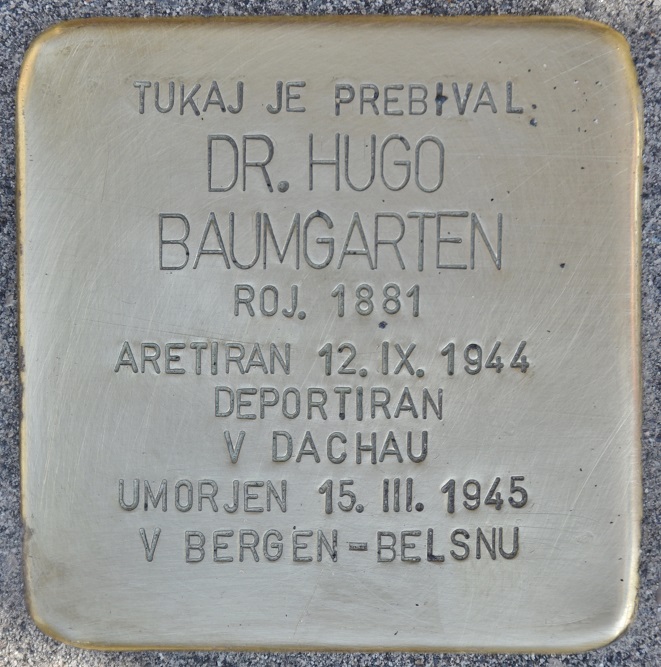 TUKAJ JE PREBIVAL
DR. HUGO
BAUMGARTEN
ROJ. 1881
ARETIRAN 12. IX. 1944
DEPORTIRAN
V DACHAU
UMORJEN 15. III. 1945
V BERGEN-BELSNU